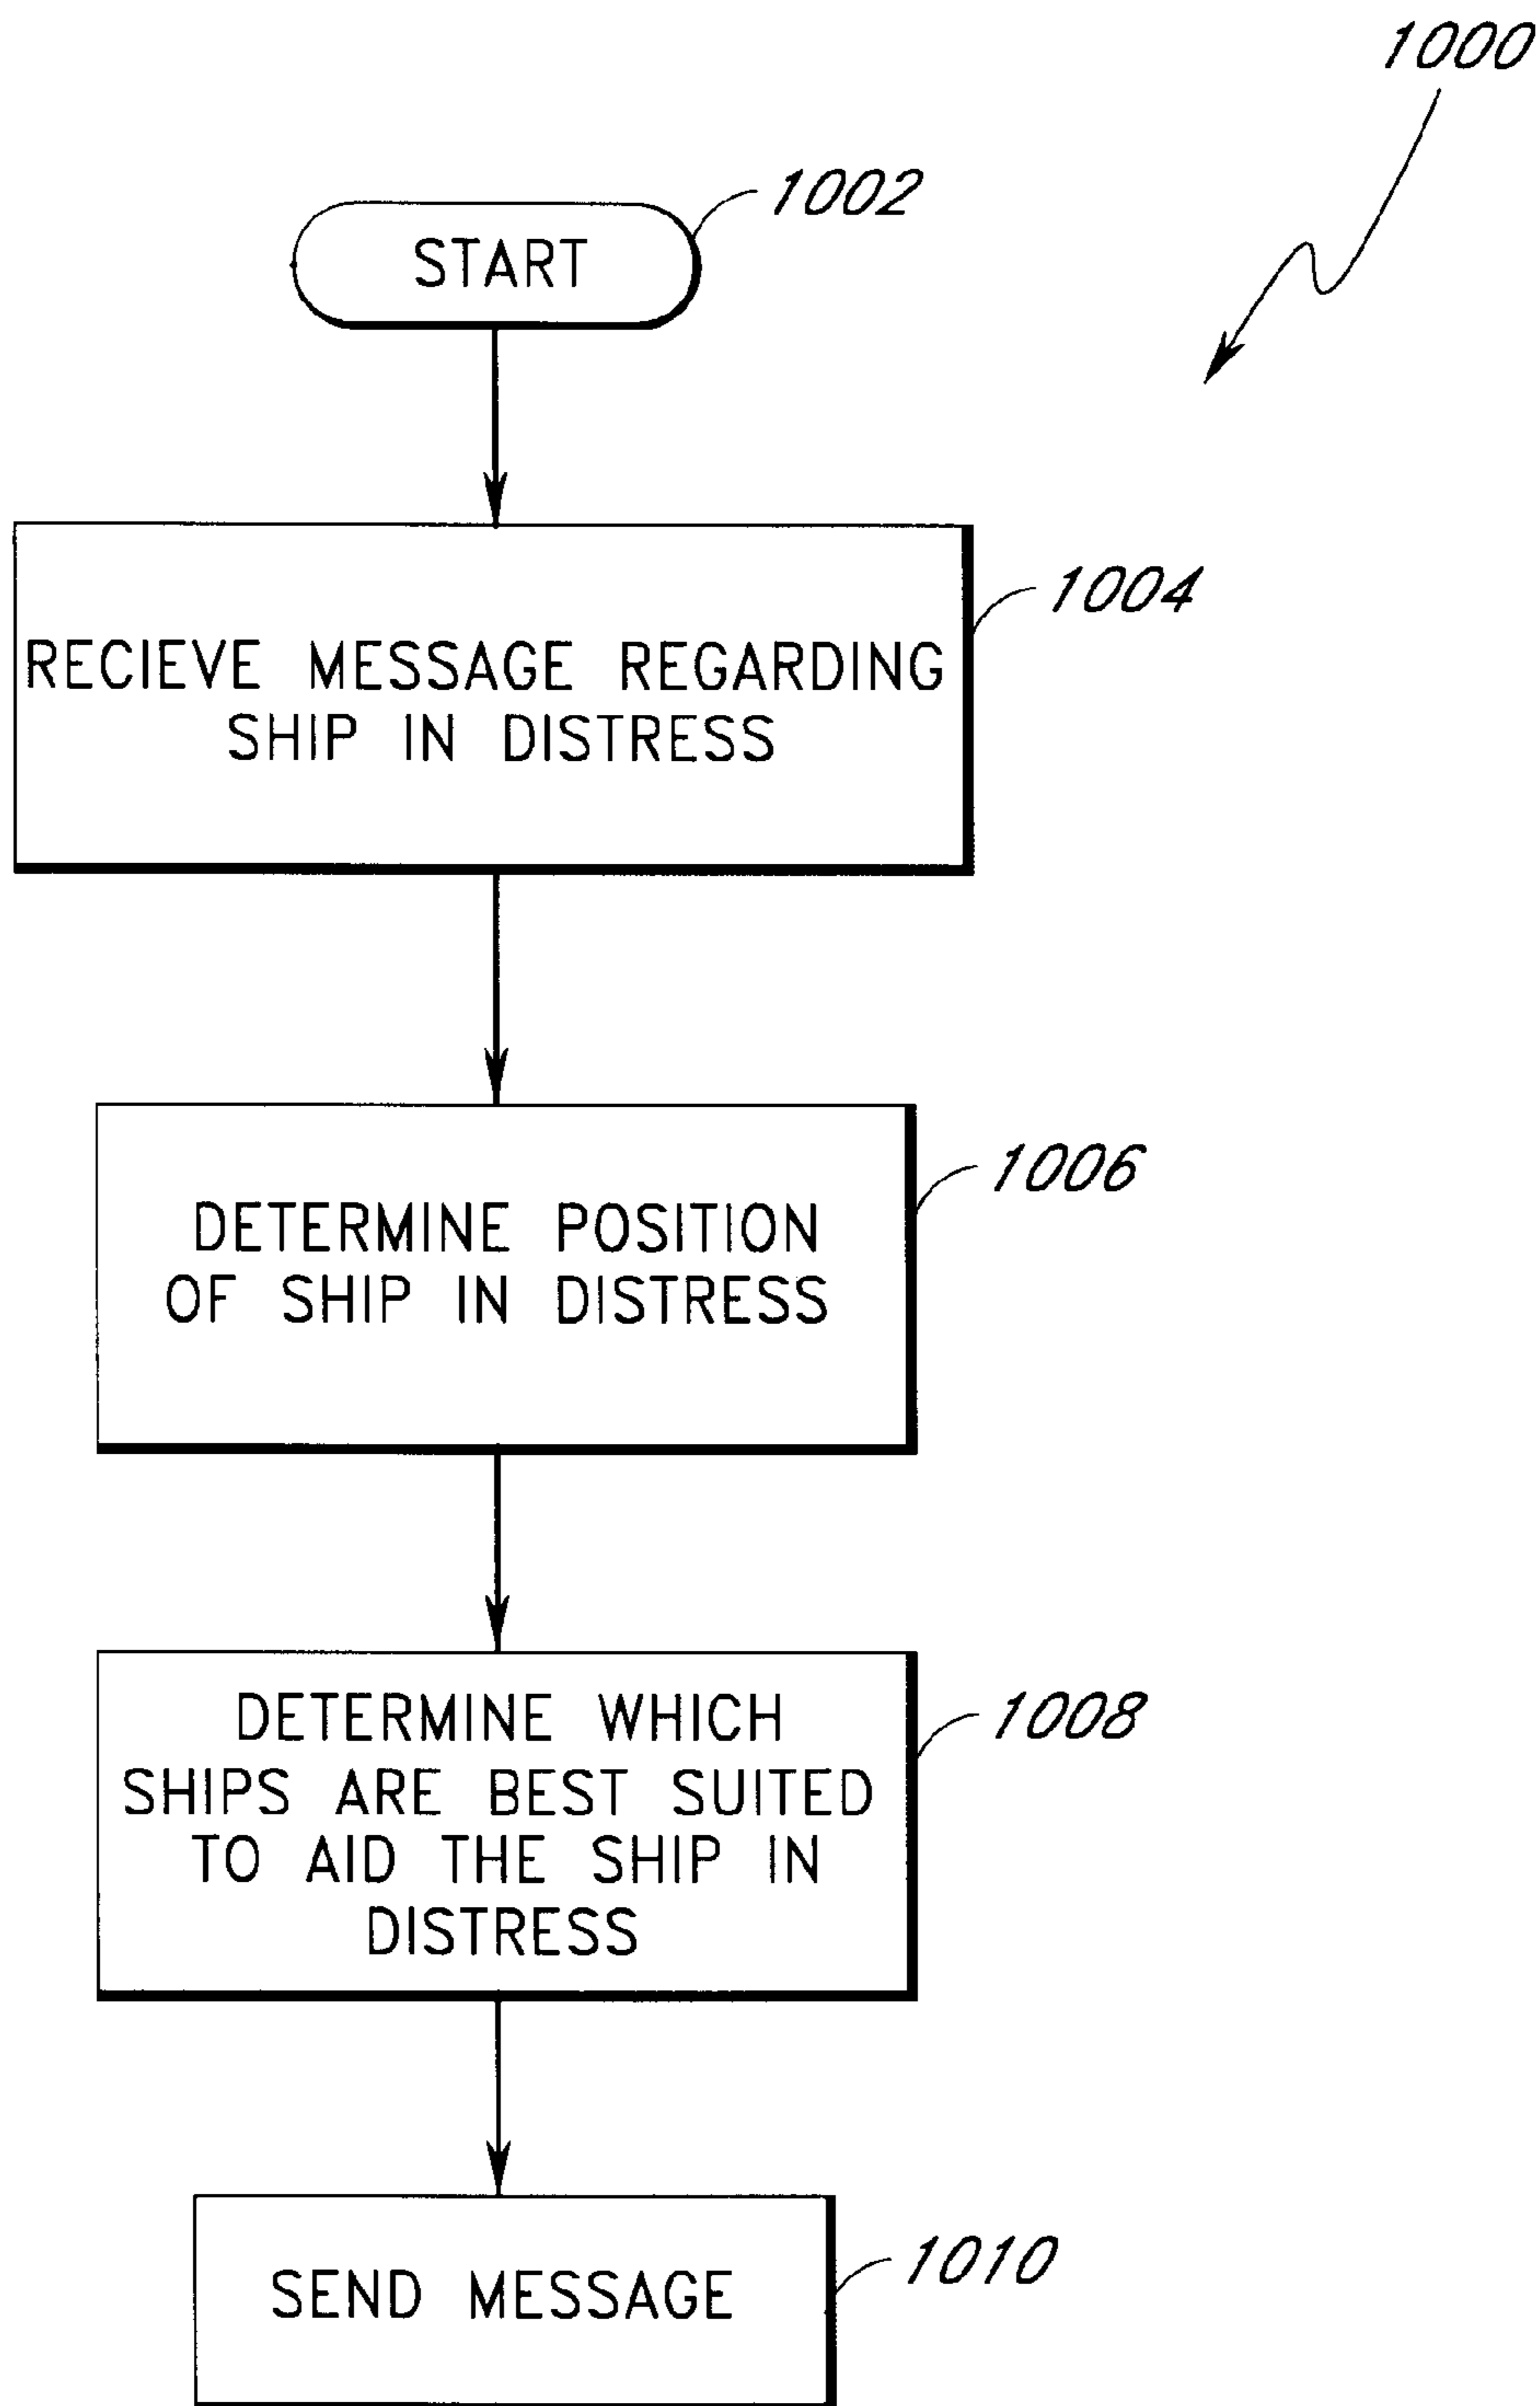 1000
1002
START
1004
RECIEVE MESSAGE REGARDING
SHIP IN DISTRESS
1006
DETERMINE POSITION
OF SHIP IN DISTRESS
1008
DETERMINE WHICH
SHIPS ARE BEST SUITED
TO AID THE SHIP IN
DISTRESS
1010
SEND MESSAGE